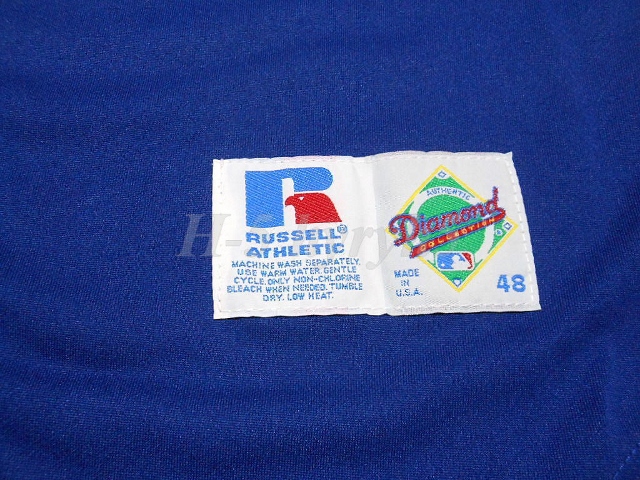 RUSSELL®
ATHLETIC
MACHINE WASH SEPARATELY.
USE WARM WATER, GENTLE
CYCLE. ONLY NON-CHLORINE
BLEACH WHEN NEEDED. TUMBLE
DRY. LOW HEAT.
AUTHENTIC
Diamond
COLLECTION
MADE
IN
U.S.A.
48